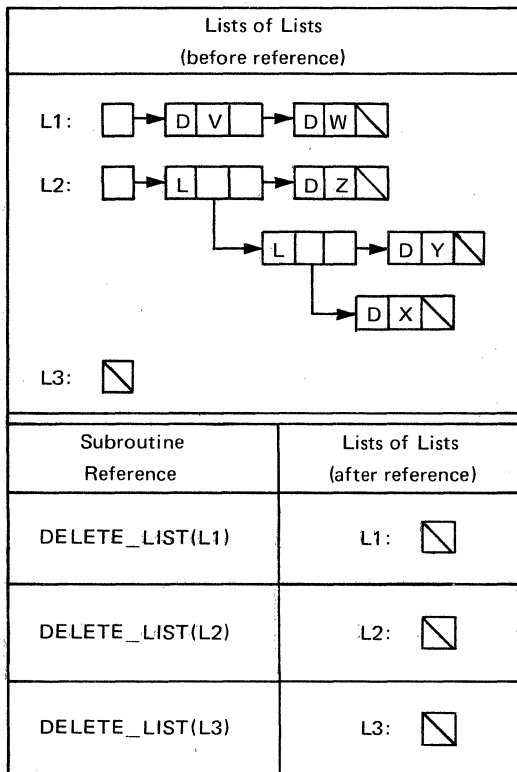 Lists of Lists
(before reference)
L1: D V D W
L2: L D Z
L D Y
D X
L3:
Subroutine Reference
Lists of Lists (after reference)
DELETE_LIST(L1) L1:
DELETE_LIST(L2) L2:
DELETE_LIST(L3) L3: